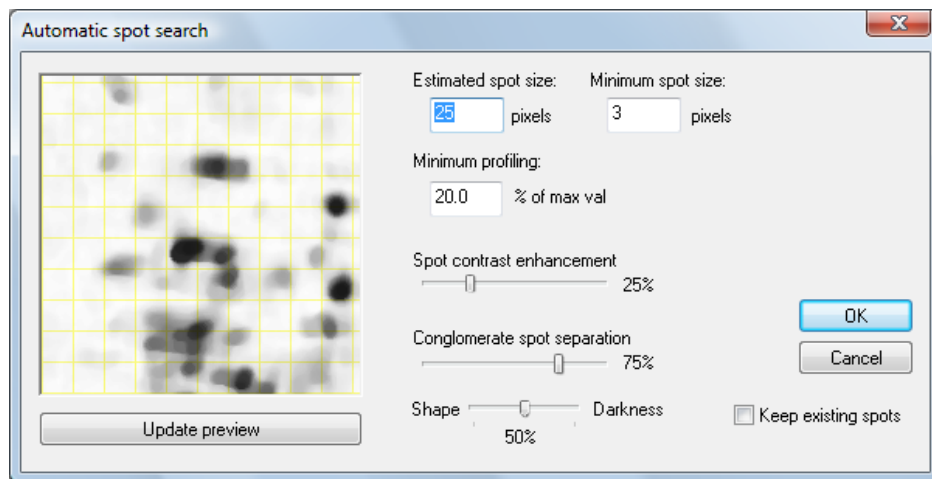 Automatic spot search
Estimated spot size: Minimum spot size:
25 pixels 3 pixels
Minimum profiling:
20.0 % of max val
Spot contrast enhancement
25%
Conglomerate spot separation
75%
Shape Darkness
50%
OK
Cancel
Keep existing spots
Update preview